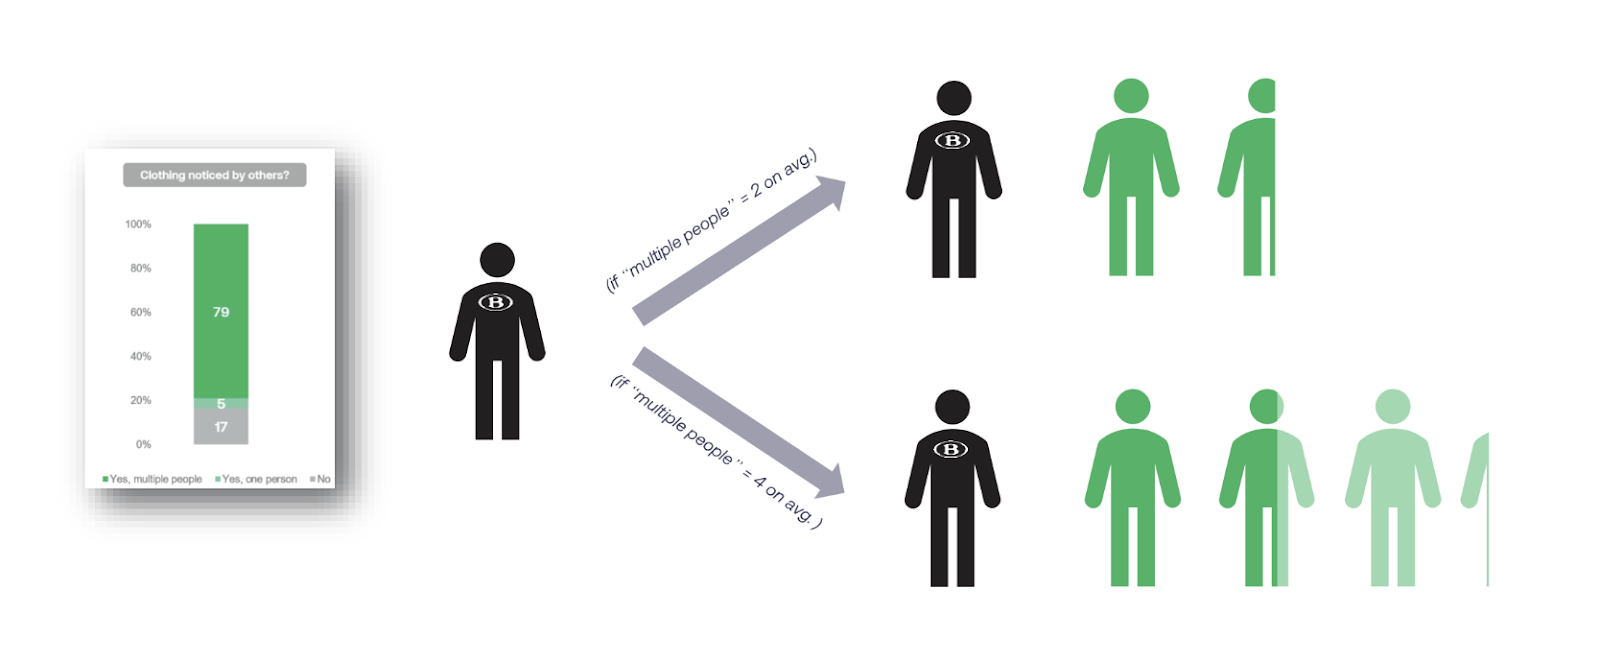 Clothing noticed by others?
100%
80%
60%
40%
20%
0%
79
5
17
Yes, multiple people Yes, one person No
B
(if “multiple people” = 2 on avg.)
(if “multiple people” = 4 on avg. )
B
B